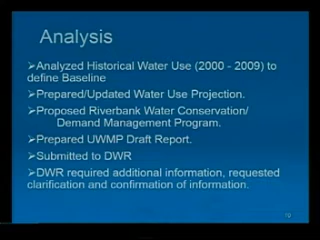 Analysis
➢Analyzed Historical Water Use (2000 - 2009) to
define Baseline
➢Prepared/Updated Water Use Projection.
➢Proposed Riverbank Water Conservation/
Demand Management Program.
➢Prepared UWMP Draft Report.
➢Submitted to DWR
➢DWR required additional information, requested
clarification and confirmation of information.